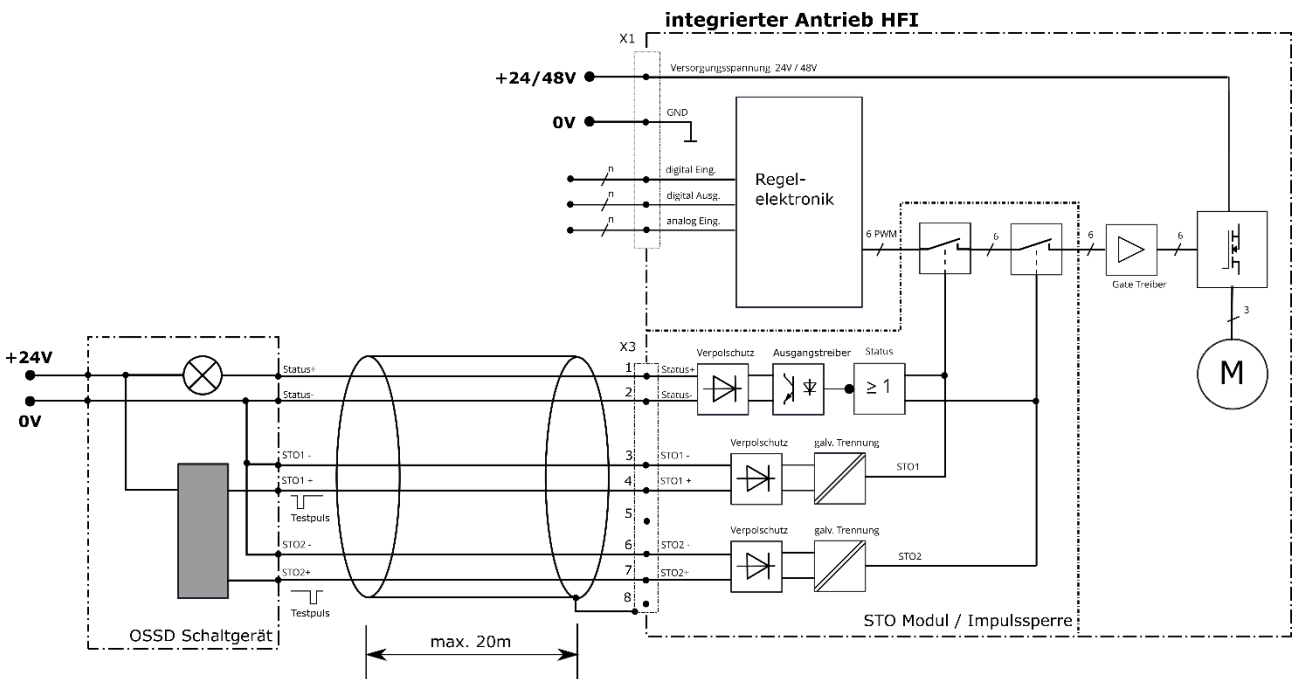 integrierter Antrieb HFI
X1
+24/48V
Versorgungsspannung 24V / 48V
0V
GND
n
digital Eing.
n
digital Ausg.
n
analog Eing.
Regel-
elektronik
6 PWM
6
6
6
Gate Treiber
3
M
X3
Verpolschutz
Ausgangstreiber
Status
+24V
0V
Status+
1
Status+
Status-
2
Status-
≥ 1
Verpolschutz
galv. Trennung
STO1 -
3
STO1 -
STO1 +
4
STO1 +
STO1
Testpuls
5
Verpolschutz
galv. Trennung
STO2 -
6
STO2 -
STO2+
7
STO2+
STO2
Testpuls
8
OSSD Schaltgerät
STO Modul / Impulssperre
max. 20m